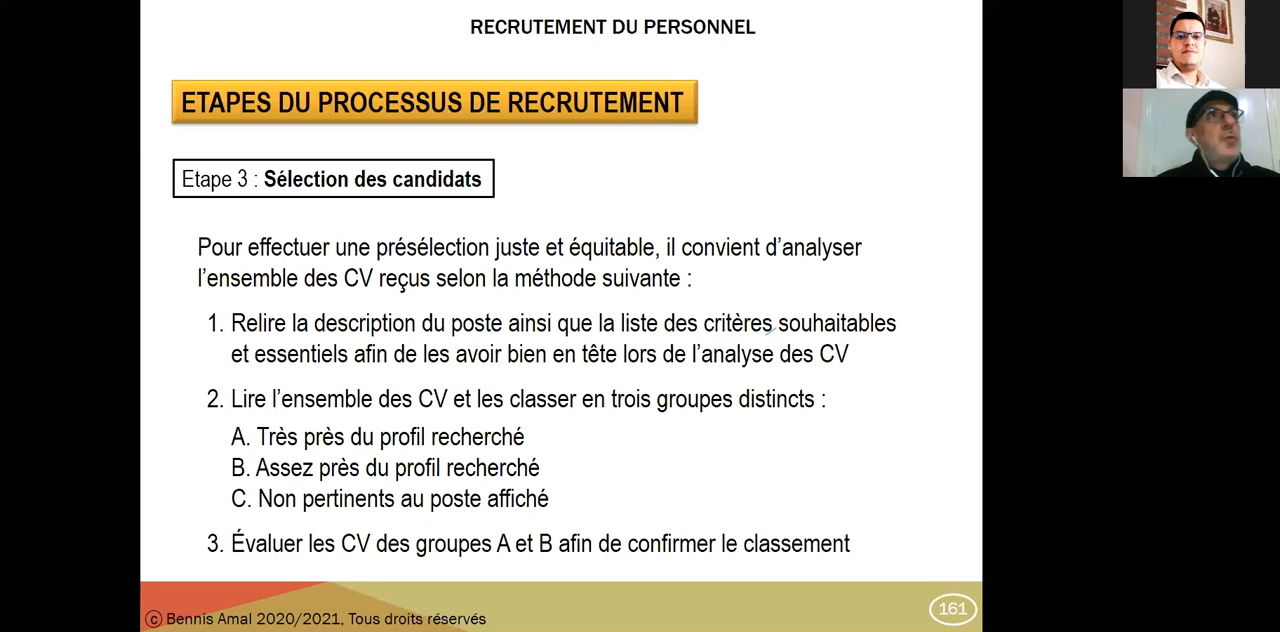 RECRUTEMENT DU PERSONNEL
ETAPES DU PROCESSUS DE RECRUTEMENT
Etape 3 : Sélection des candidats
Pour effectuer une présélection juste et équitable, il convient d’analyser
l’ensemble des CV reçus selon la méthode suivante :
1. Relire la description du poste ainsi que la liste des critères souhaitables
et essentiels afin de les avoir bien en tête lors de l’analyse des CV
2. Lire l’ensemble des CV et les classer en trois groupes distincts :
A. Très près du profil recherché
B. Assez près du profil recherché
C. Non pertinents au poste affiché
3. Évaluer les CV des groupes A et B afin de confirmer le classement
© Bennis Amal 2020/2021, Tous droits réservés
161